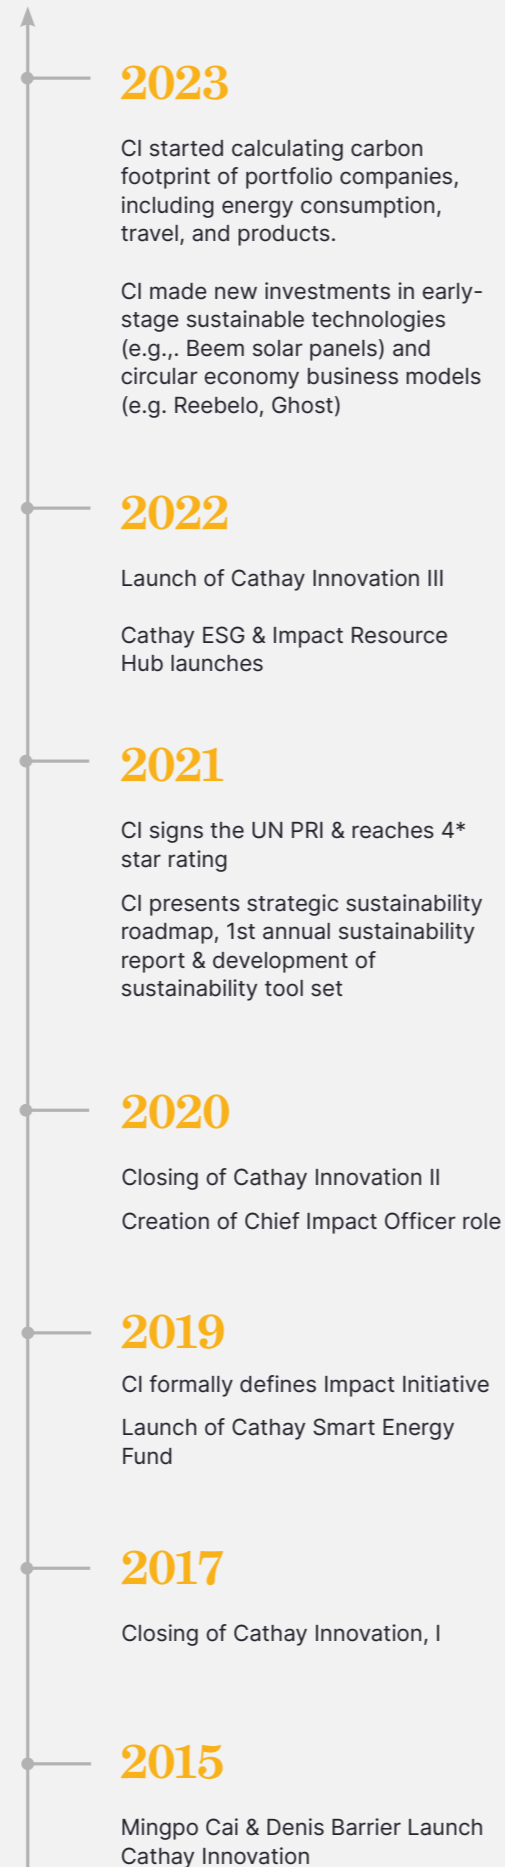 2023
CI started calculating carbon
footprint of portfolio companies,
including energy consumption,
travel, and products.
CI made new investments in early-
stage sustainable technologies
(e.g.,. Beem solar panels) and
circular economy business models
(e.g. Reebelo, Ghost)
2022
Launch of Cathay Innovation III
Cathay ESG & Impact Resource
Hub launches
2021
CI signs the UN PRI & reaches 4*
star rating
CI presents strategic sustainability
roadmap, 1st annual sustainability
report & development of
sustainability tool set
2020
Closing of Cathay Innovation II
Creation of Chief Impact Officer role
2019
CI formally defines Impact Initiative
Launch of Cathay Smart Energy
Fund
2017
Closing of Cathay Innovation, I
2015
Mingpo Cai & Denis Barrier Launch
Cathay Innovation